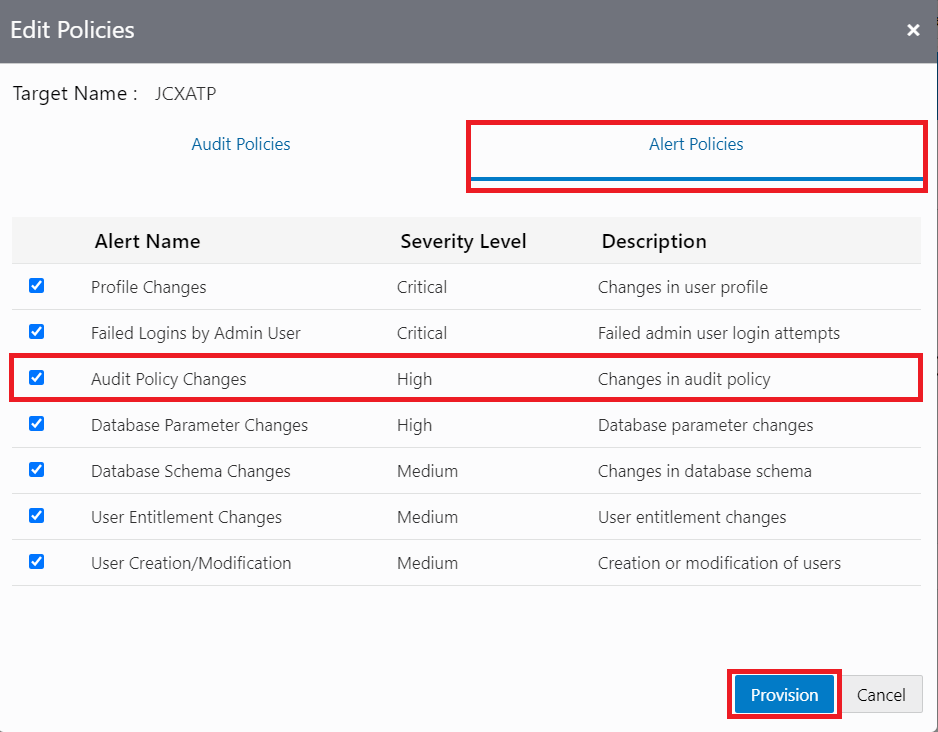 Edit Policies
Target Name : JCXATP
Audit Policies Alert Policies
Alert Name Severity Level Description
Profile Changes Critical Changes in user profile
Failed Logins by Admin User Critical Failed admin user login attempts
Audit Policy Changes High Changes in audit policy
Database Parameter Changes High Database parameter changes
Database Schema Changes Medium Changes in database schema
User Entitlement Changes Medium User entitlement changes
User Creation/Modification Medium Creation or modification of users
Provision Cancel